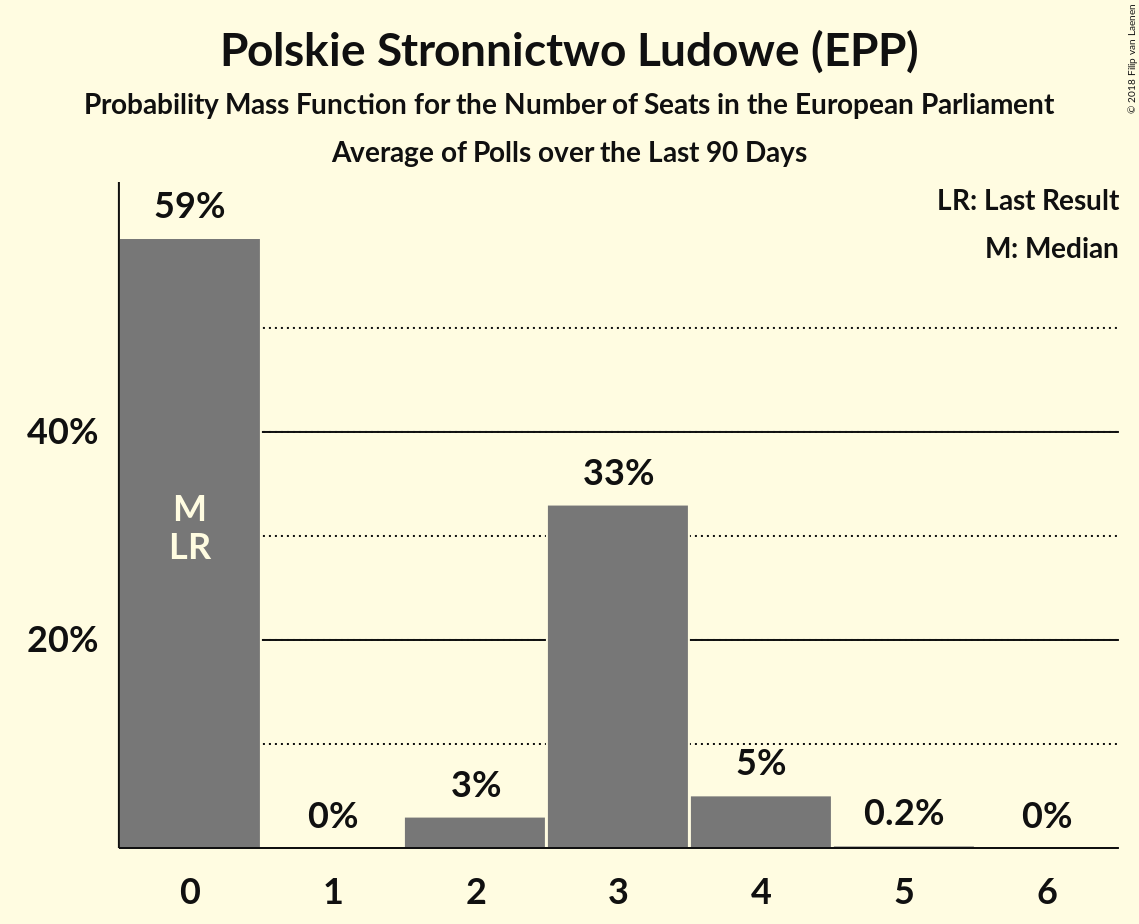 Polskie Stronnictwo Ludowe (EPP)
Probability Mass Function for the Number of Seats in the European Parliament
Average of Polls over the Last 90 Days
© 2018 Filip van Laenen
LR: Last Result
M: Median
59%
40%
33%
M
LR
20%
5%
3%
0%
0.2%
0%
0 1 2 3 4 5 6